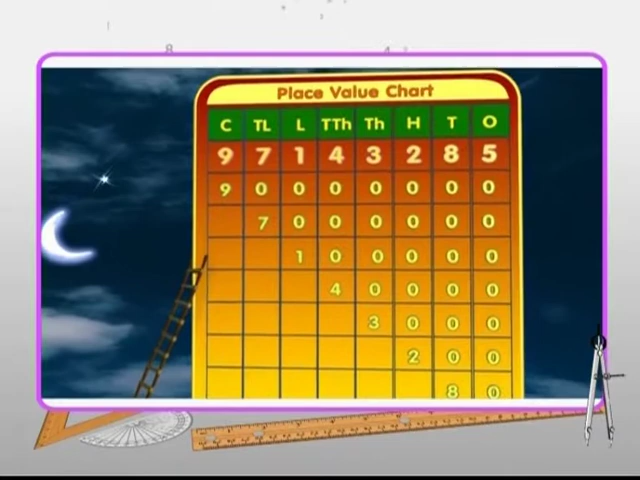 Place Value Chart
C TL L TTh Th H T O
9 7 1 4 3 2 8 5
9 0 0 0 0 0 0 0
7 0 0 0 0 0 0
1 0 0 0 0 0
4 0 0 0 0
3 0 0 0
2 0 0
8 0